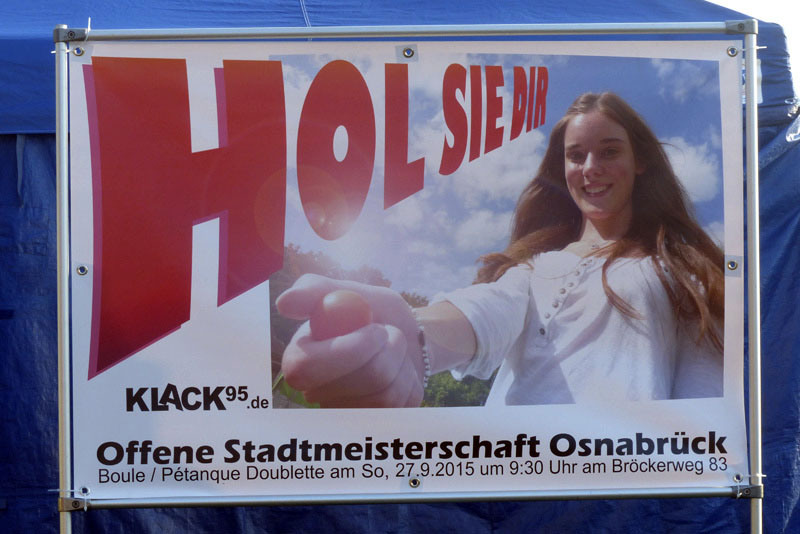 HOL SIE DIR
KLACK95.de
Offene Stadtmeisterschaft Osnabrück
Boule / Pétanque Doublette am So, 27.9.2015 um 9:30 Uhr am Bröckerweg 83